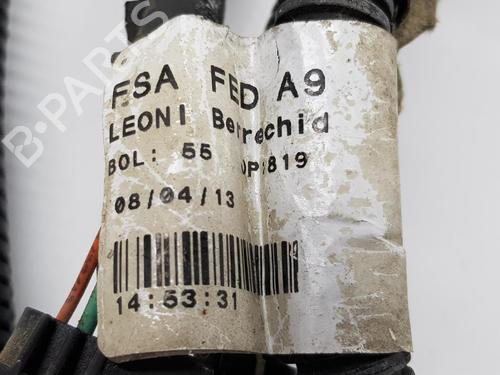 FSA FED A9
LEONI Berrechid
BOL: 55 OP:819
08/04/13
14:53:31
B-PARTS